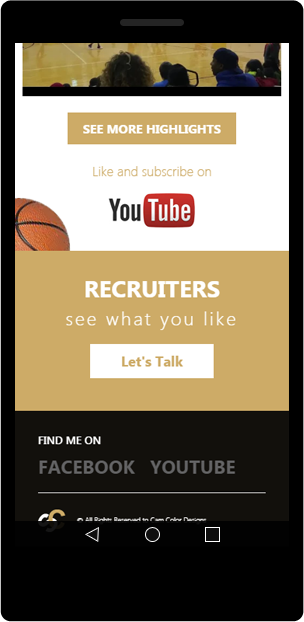 SEE MORE HIGHLIGHTS
Like and subscribe on
YouTube
RECRUITERS
see what you like
Let's Talk
FIND ME ON
FACEBOOK YOUTUBE
© All Rights Reserved to Cam Color Designs